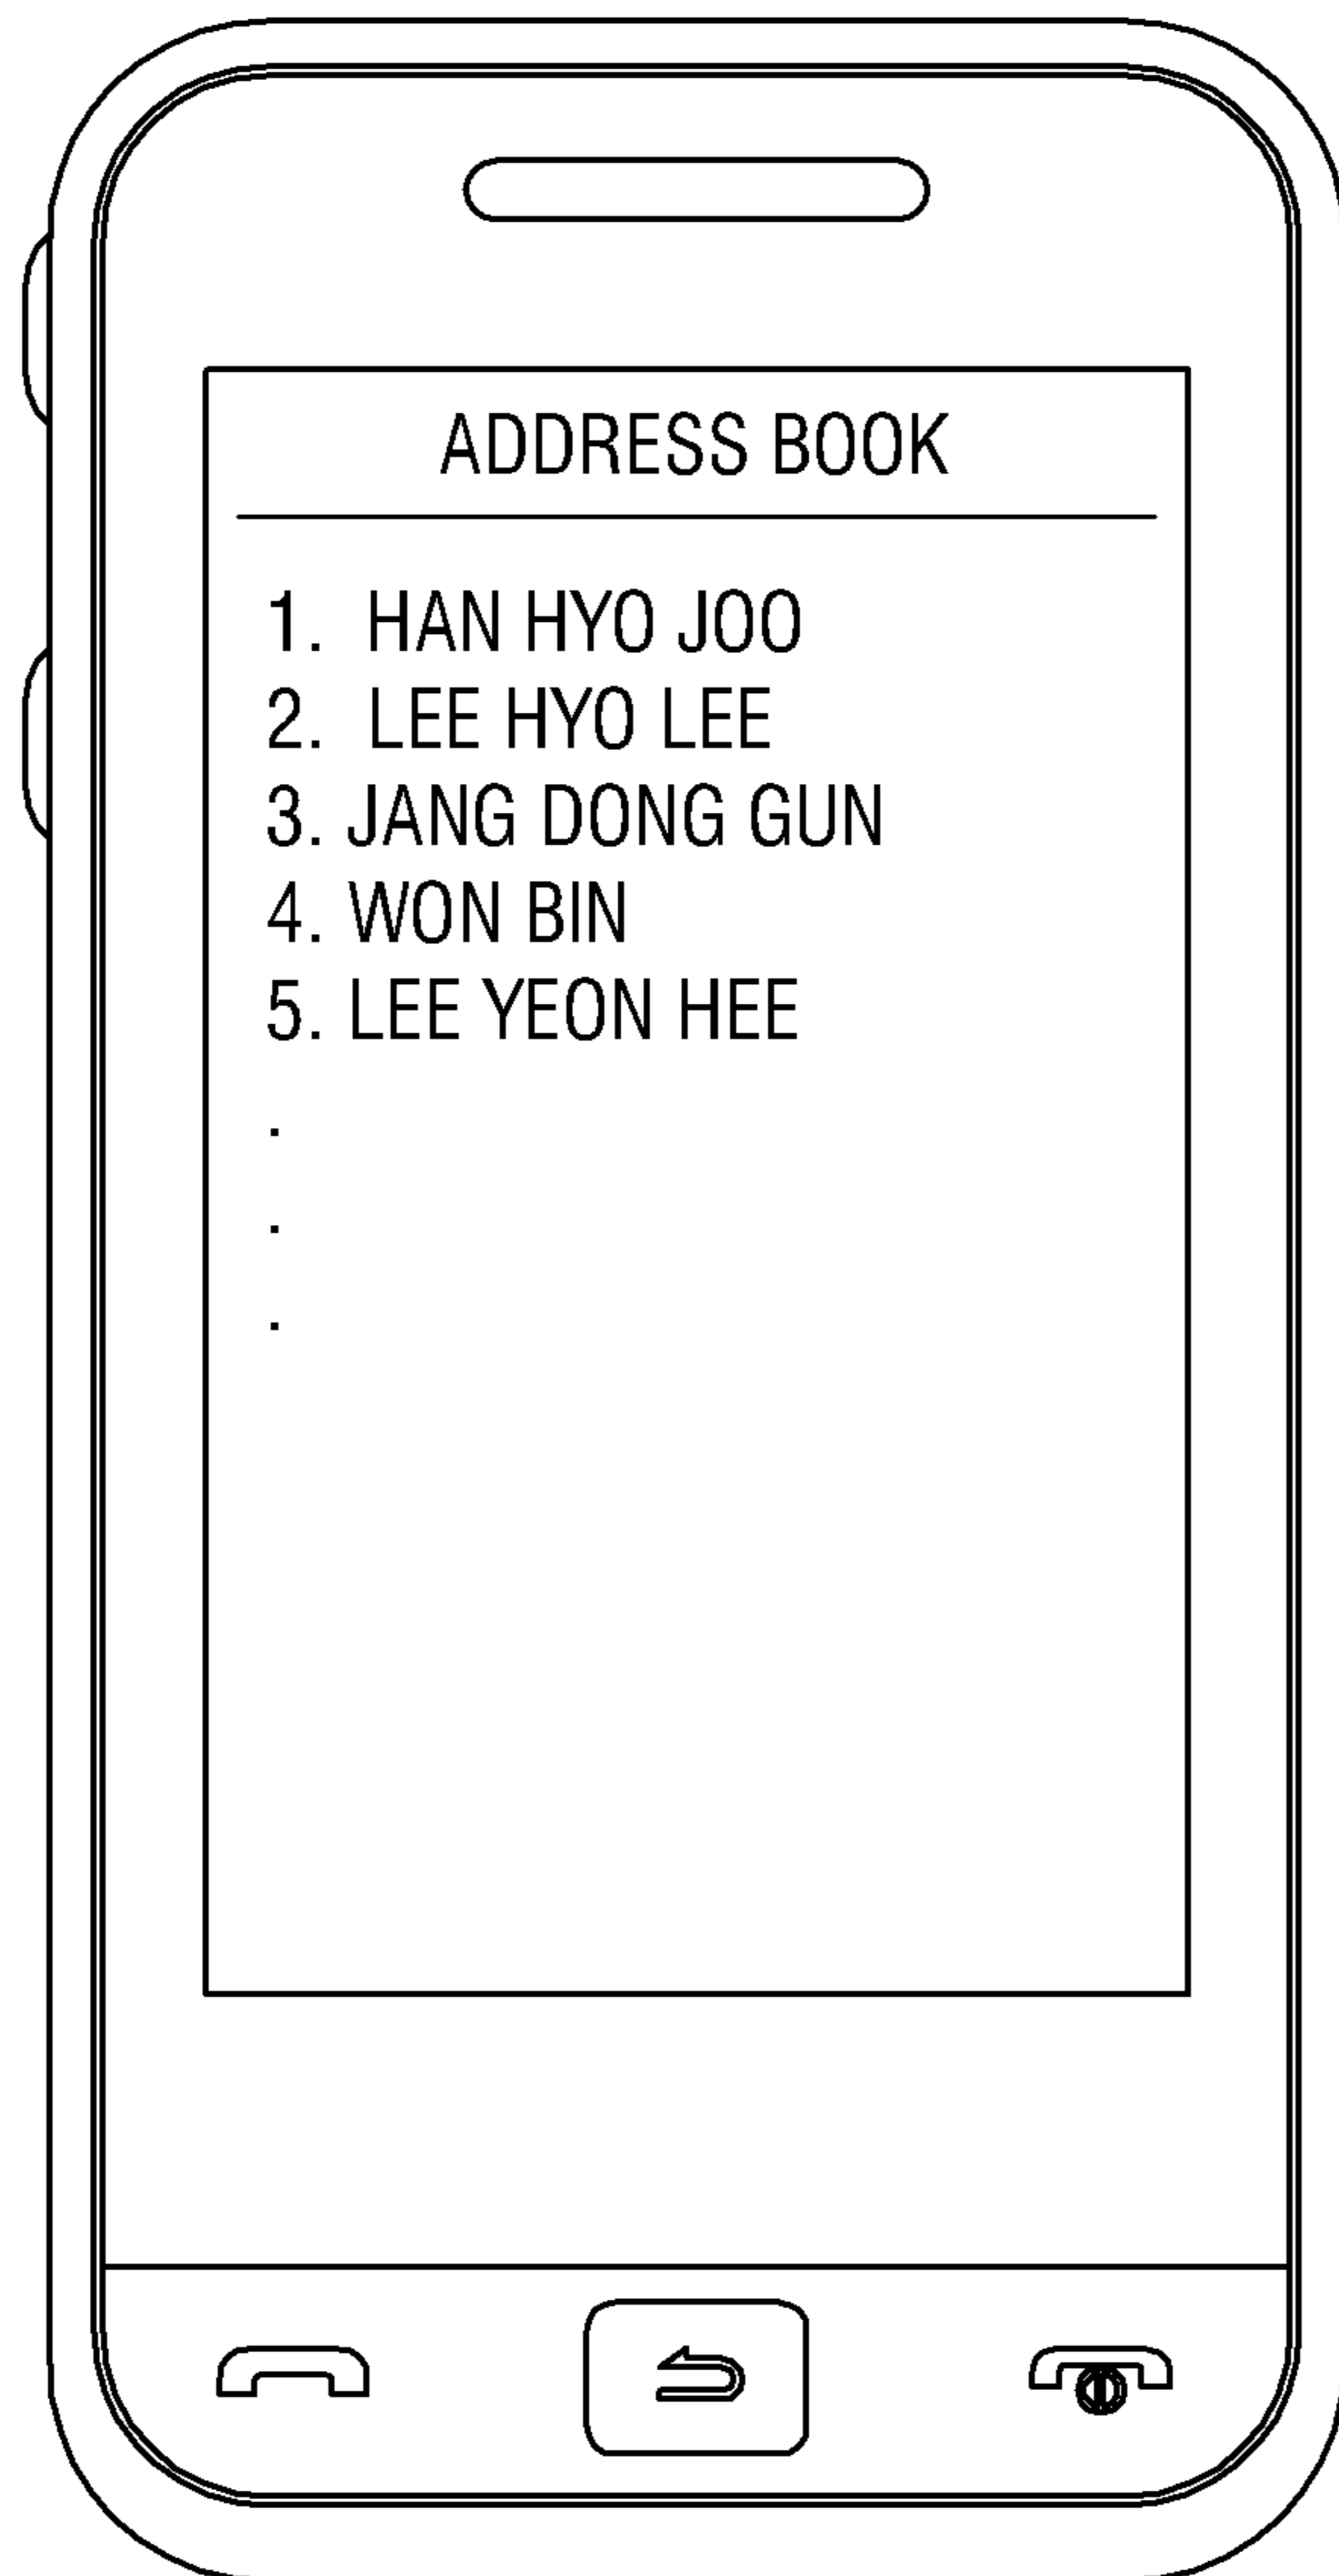 ADDRESS BOOK
1. HAN HYO JOO
2. LEE HYO LEE
3. JANG DONG GUN
4. WON BIN
5. LEE YEON HEE
.
.
.